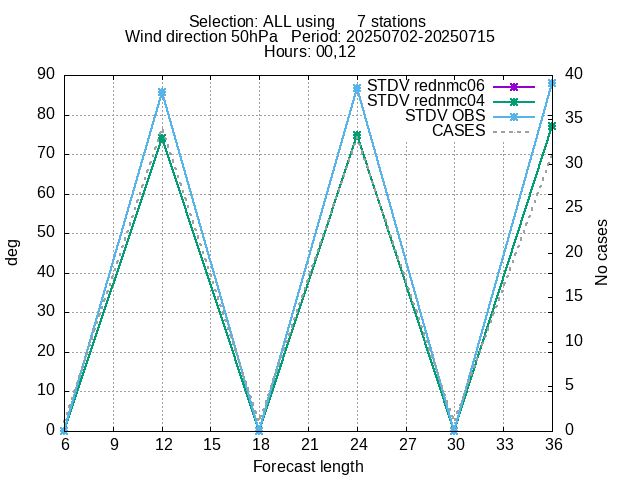 Selection: ALL using 7 stations
Wind direction 50hPa Period: 20250702-20250715
Hours: 00,12
STDV rednmc06
STDV rednmc04
STDV OBS
CASES
90
80
70
60
50
40
30
20
10
0
deg
40
35
30
25
20
15
10
5
0
No cases
6 9 12 15 18 21 24 27 30 33 36
Forecast length